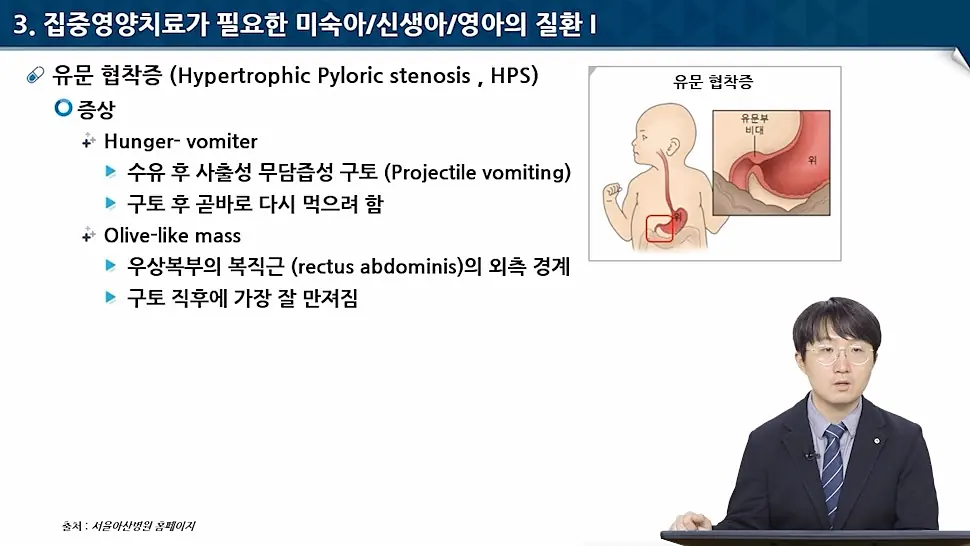 3. 집중영양치료가 필요한 미숙아/신생아/영아의 질환 I
유문 협착증 (Hypertrophic Pyloric stenosis , HPS)
증상
Hunger- vomiter
수유 후 사출성 무담즙성 구토 (Projectile vomiting)
구토 후 곧바로 다시 먹으려 함
Olive-like mass
우상복부의 복직근 (rectus abdominis)의 외측 경계
구토 직후에 가장 잘 만져짐
유문 협착증
유문부
비대
위
위
출처 : 서울아산병원 홈페이지